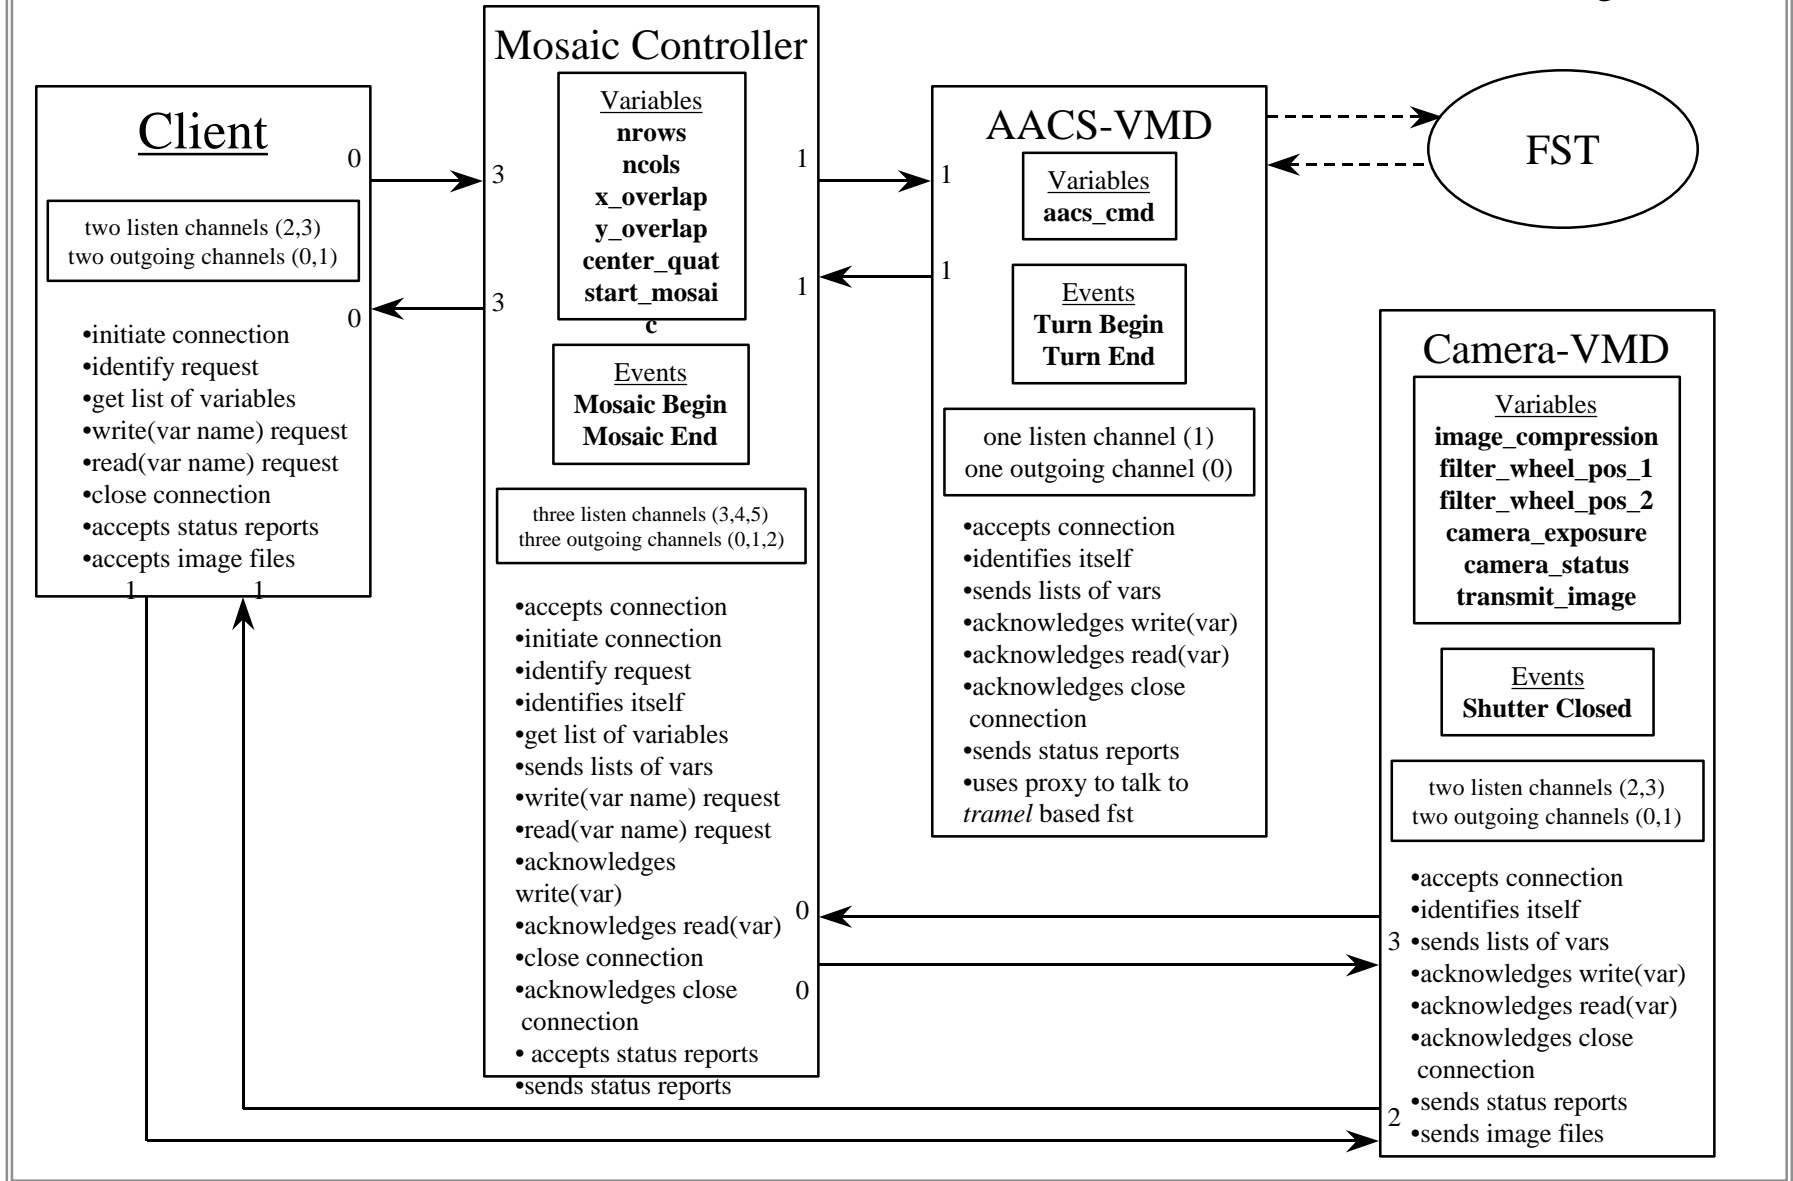 Client
0
two listen channels (2,3)
two outgoing channels (0,1)
0
•initiate connection
•identify request
•get list of variables
•write(var name) request
•read(var name) request
•close connection
•accepts status reports
•accepts image files
1
1
Mosaic Controller
Variables
nrows
ncols
x_overlap
y_overlap
center_quat
start_mosai
c
3
3
1
1
Events
Mosaic Begin
Mosaic End
three listen channels (3,4,5)
three outgoing channels (0,1,2)
•accepts connection
•initiate connection
•identify request
•identifies itself
•get list of variables
•sends lists of vars
•write(var name) request
•read(var name) request
•acknowledges
write(var)
•acknowledges read(var)
•close connection
•acknowledges close
connection
• accepts status reports
•sends status reports
0
0
AACS-VMD
Variables
aacs_cmd
1
1
Events
Turn Begin
Turn End
one listen channel (1)
one outgoing channel (0)
•accepts connection
•identifies itself
•sends lists of vars
•acknowledges write(var)
•acknowledges read(var)
•acknowledges close
connection
•sends status reports
•uses proxy to talk to
tramel based fst
FST
Camera-VMD
Variables
image_compression
filter_wheel_pos_1
filter_wheel_pos_2
camera_exposure
camera_status
transmit_image
Events
Shutter Closed
two listen channels (2,3)
two outgoing channels (0,1)
•accepts connection
•identifies itself
3
•sends lists of vars
•acknowledges write(var)
•acknowledges read(var)
•acknowledges close
connection
•sends status reports
2
•sends image files